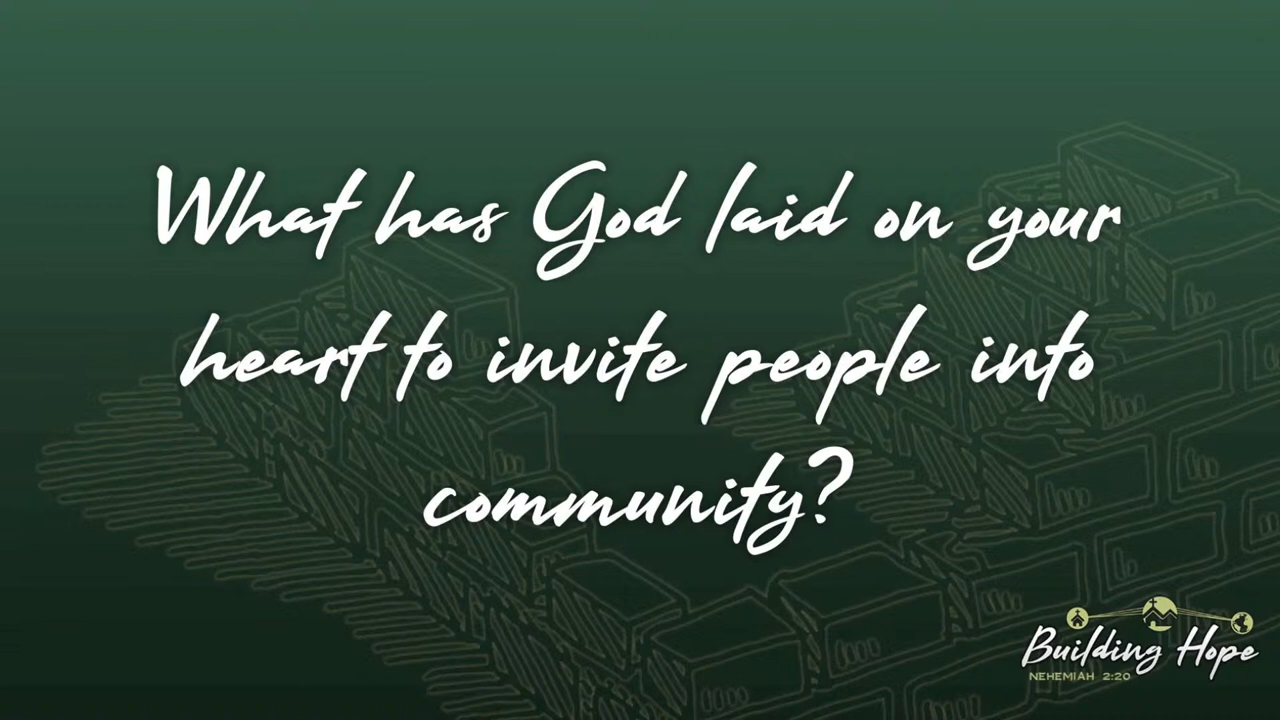 What has God laid on your
heart to invite people into
community?
Building Hope
NEHEMIAH 2:20